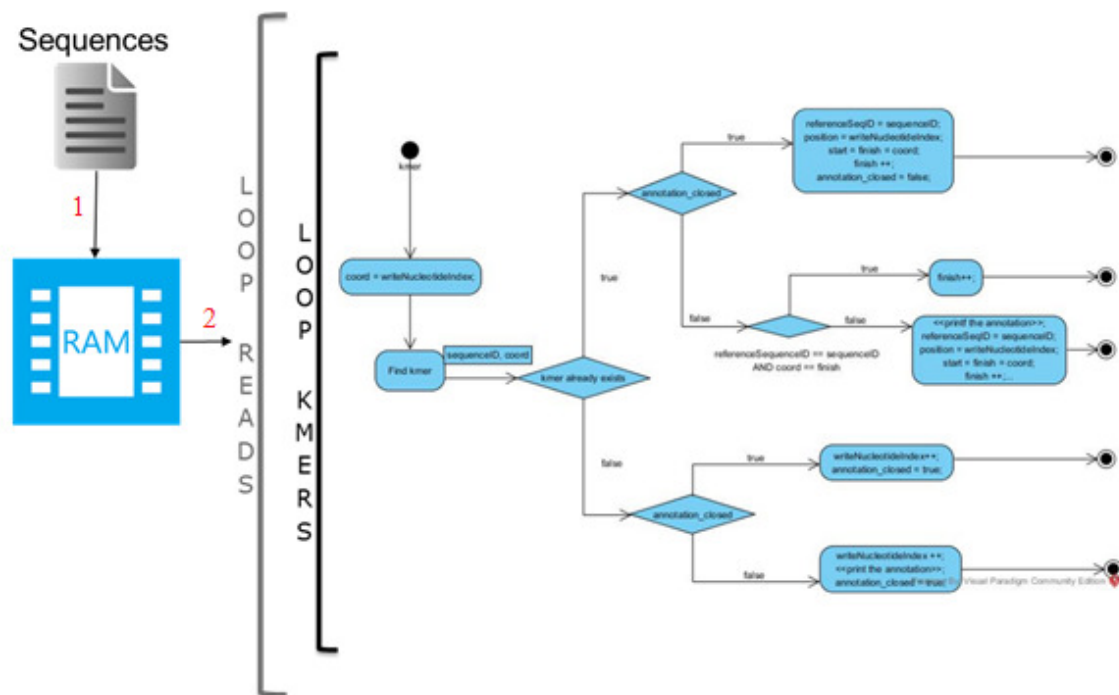 Sequences
1
RAM
2
LOOP READS
LOOP KMERS
kmer
coord = writeNucleotideIndex;
Find kmer
sequenceID, coord
kmer already exists
true
false
annotation_closed
true
referenceSeqID = sequenceID;
position = writeNucleotideIndex;
start = finish = coord;
finish ++;
annotation_closed = false;
false
referenceSequenceID == sequenceID
AND coord == finish
true
finish++;
false
<<printf the annotation>>;
referenceSeqID = sequenceID;
position = writeNucleotideIndex;
start = finish = coord;
finish ++;...
annotation_closed
true
writeNucleotideIndex++;
annotation_closed = true;
false
writeNucleotideIndex ++;
<<print the annotation>>;
annotation_closed = true;
By Visual Paradigm Community Edition